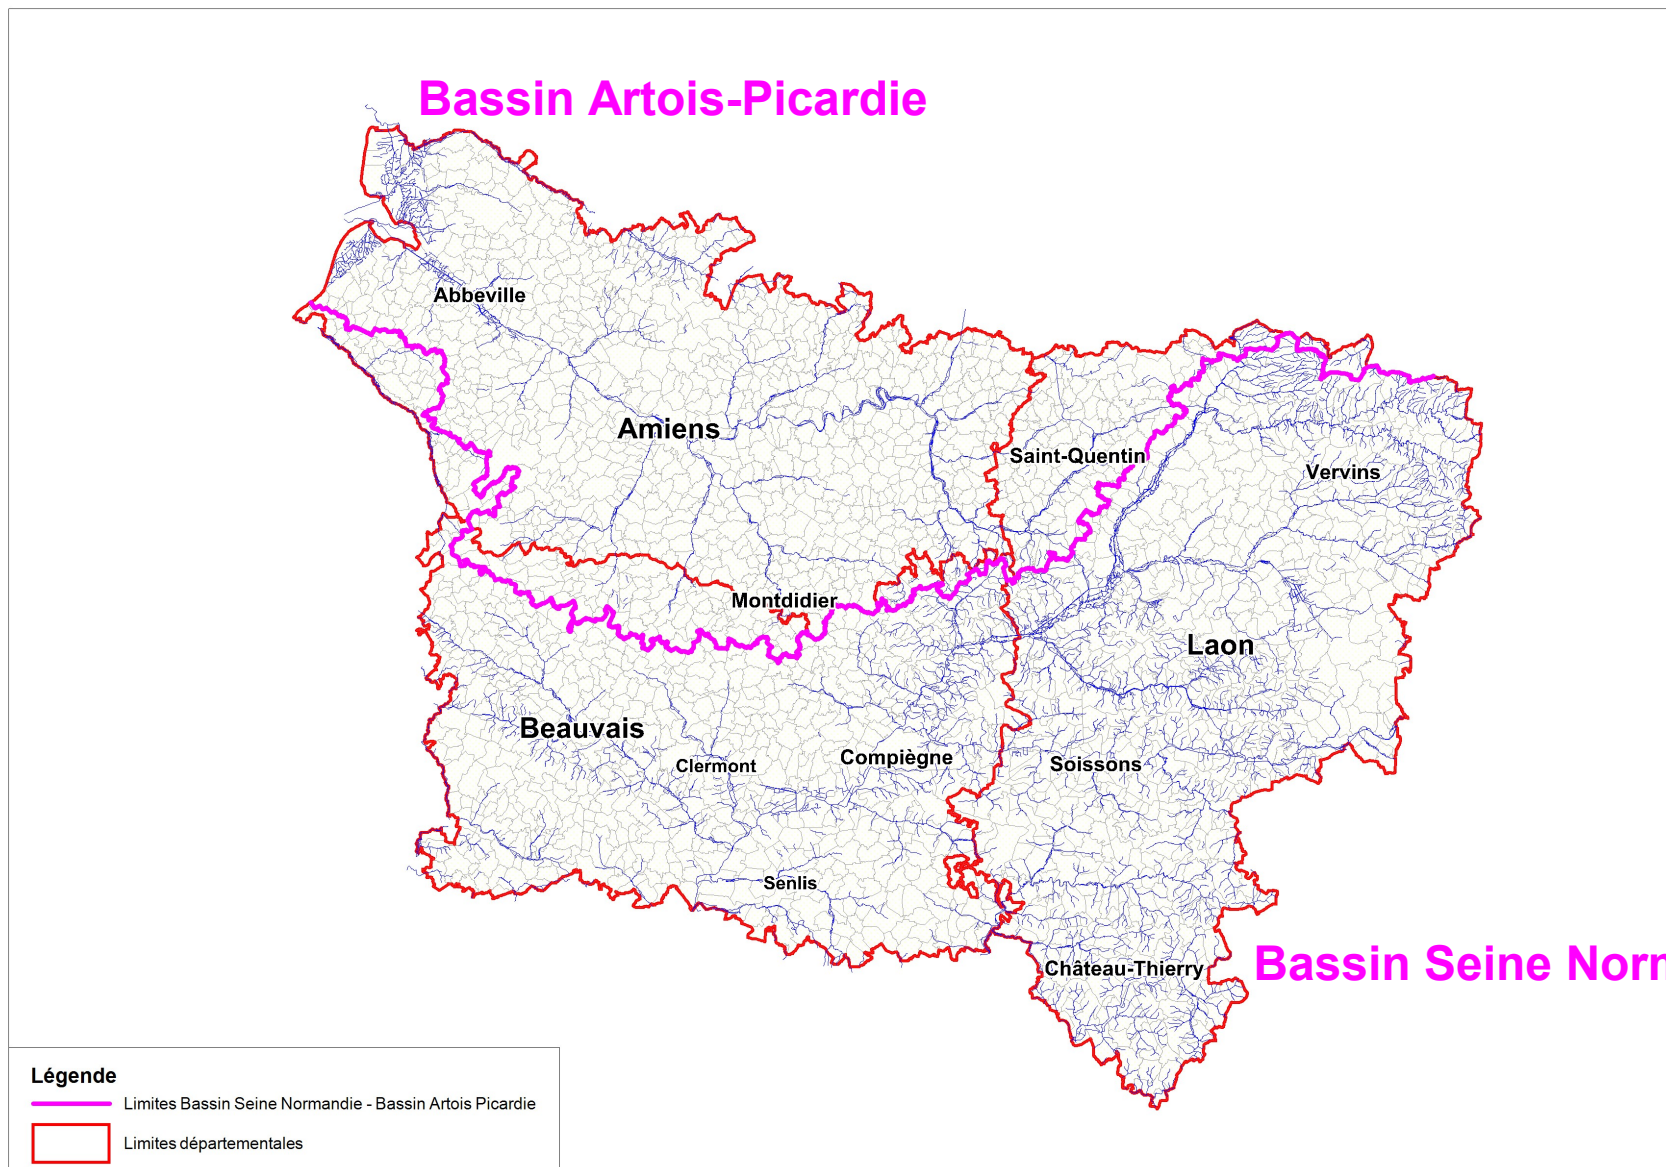 Bassin Artois-Picardie
Abbeville
Amiens
Saint-Quentin
Vervins
Montdidier
Laon
Beauvais
Compiègne
Clermont
Soissons
Senlis
Bassin Seine Norm
Château-Thierry
Légende
Limites Bassin Seine Normandie - Bassin Artois Picardie
Limites départementales